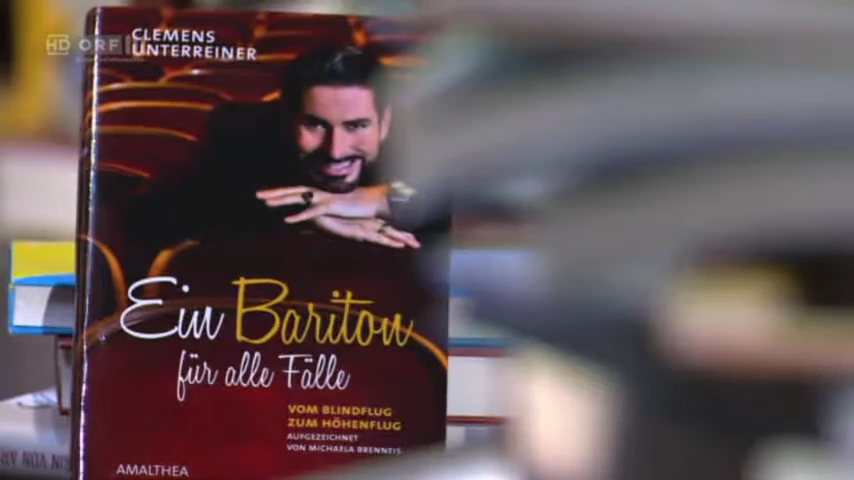 HD ORF
CLEMENS
UNTERREINER
Ein Bariton
für alle Fälle
VOM BLINDFLUG
ZUM HÖHENFLUG
AUFGEZEICHNET
VON MICHAELA BRENNEIS
AMALTHEA